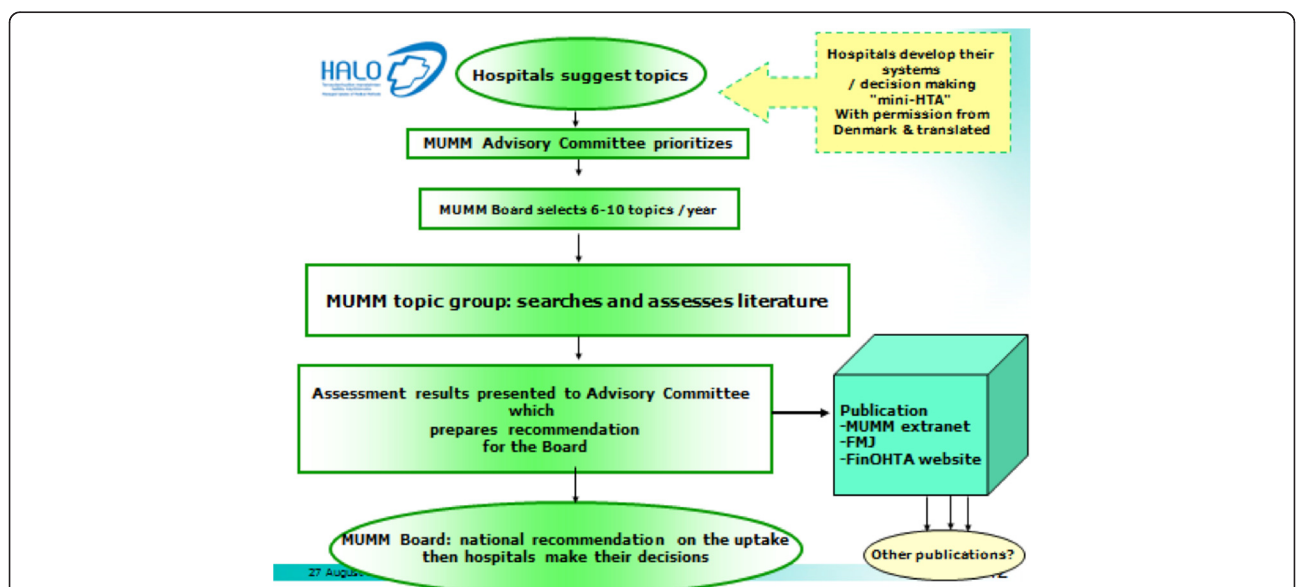 HALO
Hospitals suggest topics
Hospitals develop their
systems
/ decision making
"mini-HTA"
With permission from
Denmark & translated
MUMM Advisory Committee prioritizes
MUMM Board selects 6-10 topics /year
MUMM topic group: searches and assesses literature
Assessment results presented to Advisory Committee
which
prepares recommendation
for the Board
Publication
-MUMM extranet
-FMJ
-FinOHTA website
MUMM Board: national recommendation on the uptake
then hospitals make their decisions
Other publications?
27 August